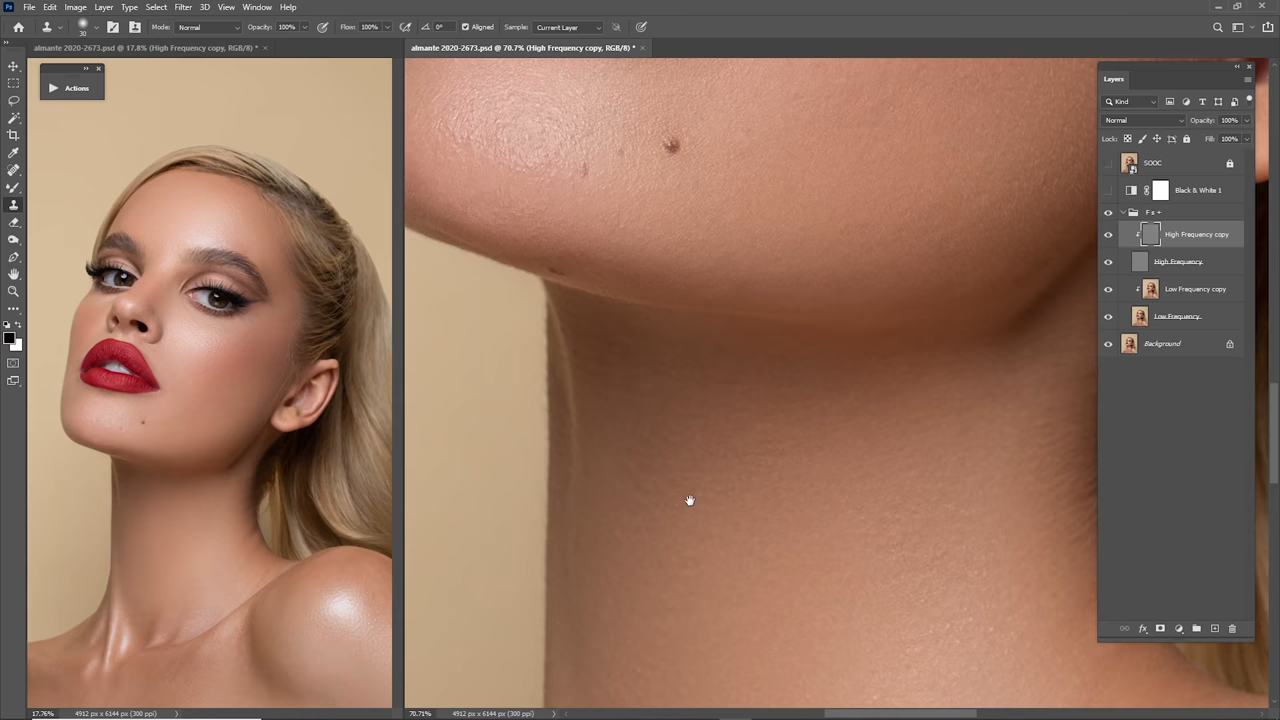 Ps File Edit Image Layer Type Select Filter 3D View Window Help
30 Mode: Normal Opacity: 100% Flow: 100% 0° Aligned Sample: Current Layer
almante 2020-2673.psd @ 17.8% (High Frequency copy, RGB/8) *
almante 2020-2673.psd @ 70.7% (High Frequency copy, RGB/8) *
Actions
Layers
Kind
Normal Opacity: 100%
Lock: Fill: 100%
SOOC
Black & White 1
F s +
High Frequency copy
High Frequency
Low Frequency copy
Low Frequency
Background
fx
17.76% 4912 px x 6144 px (300 ppi)
70.71% 4912 px x 6144 px (300 ppi)